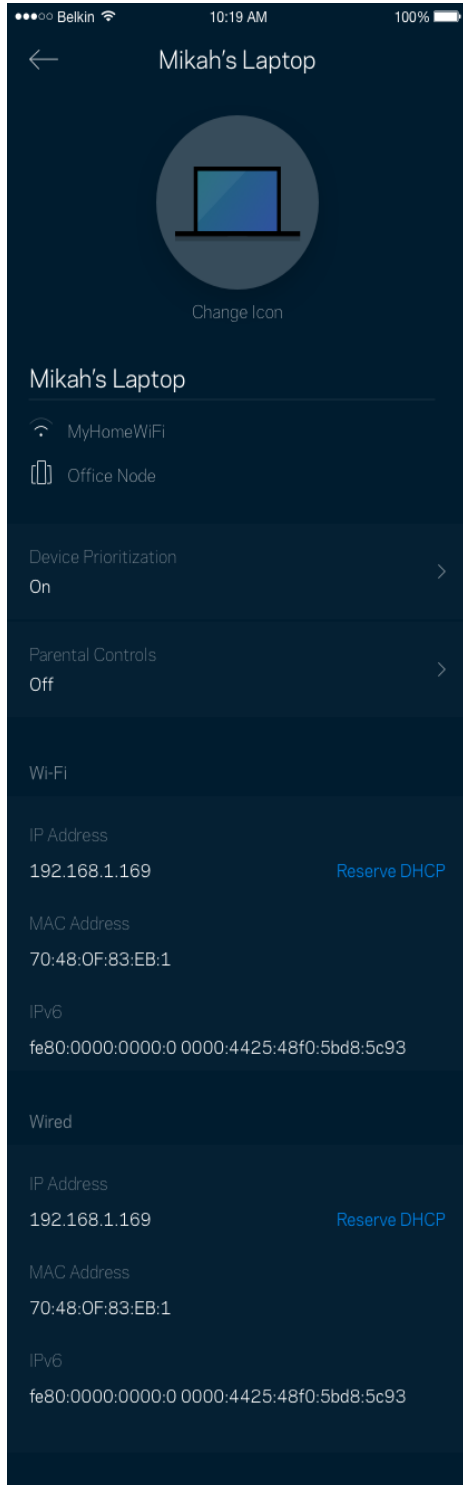 Belkin 10:19 AM 100%
Mikah's Laptop
Change Icon
Mikah's Laptop
MyHomeWiFi
Office Node
Device Prioritization
On
Parental Controls
Off
Wi-Fi
IP Address
192.168.1.169 Reserve DHCP
MAC Address
70:48:0F:83:EB:1
IPv6
fe80:0000:0000:0 0000:4425:48f0:5bd8:5c93
Wired
IP Address
192.168.1.169 Reserve DHCP
MAC Address
70:48:0F:83:EB:1
IPv6
fe80:0000:0000:0 0000:4425:48f0:5bd8:5c93